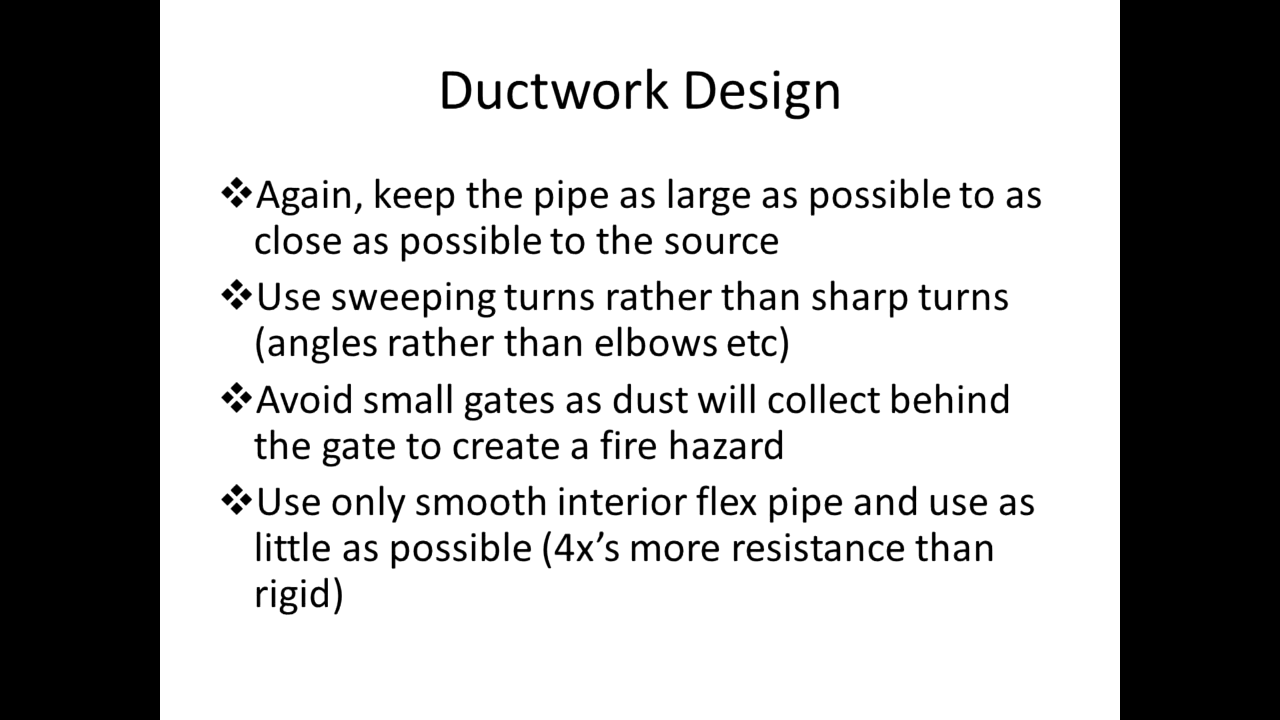 Ductwork Design
❖Again, keep the pipe as large as possible to as
close as possible to the source
❖Use sweeping turns rather than sharp turns
(angles rather than elbows etc)
❖Avoid small gates as dust will collect behind
the gate to create a fire hazard
❖Use only smooth interior flex pipe and use as
little as possible (4x’s more resistance than
rigid)